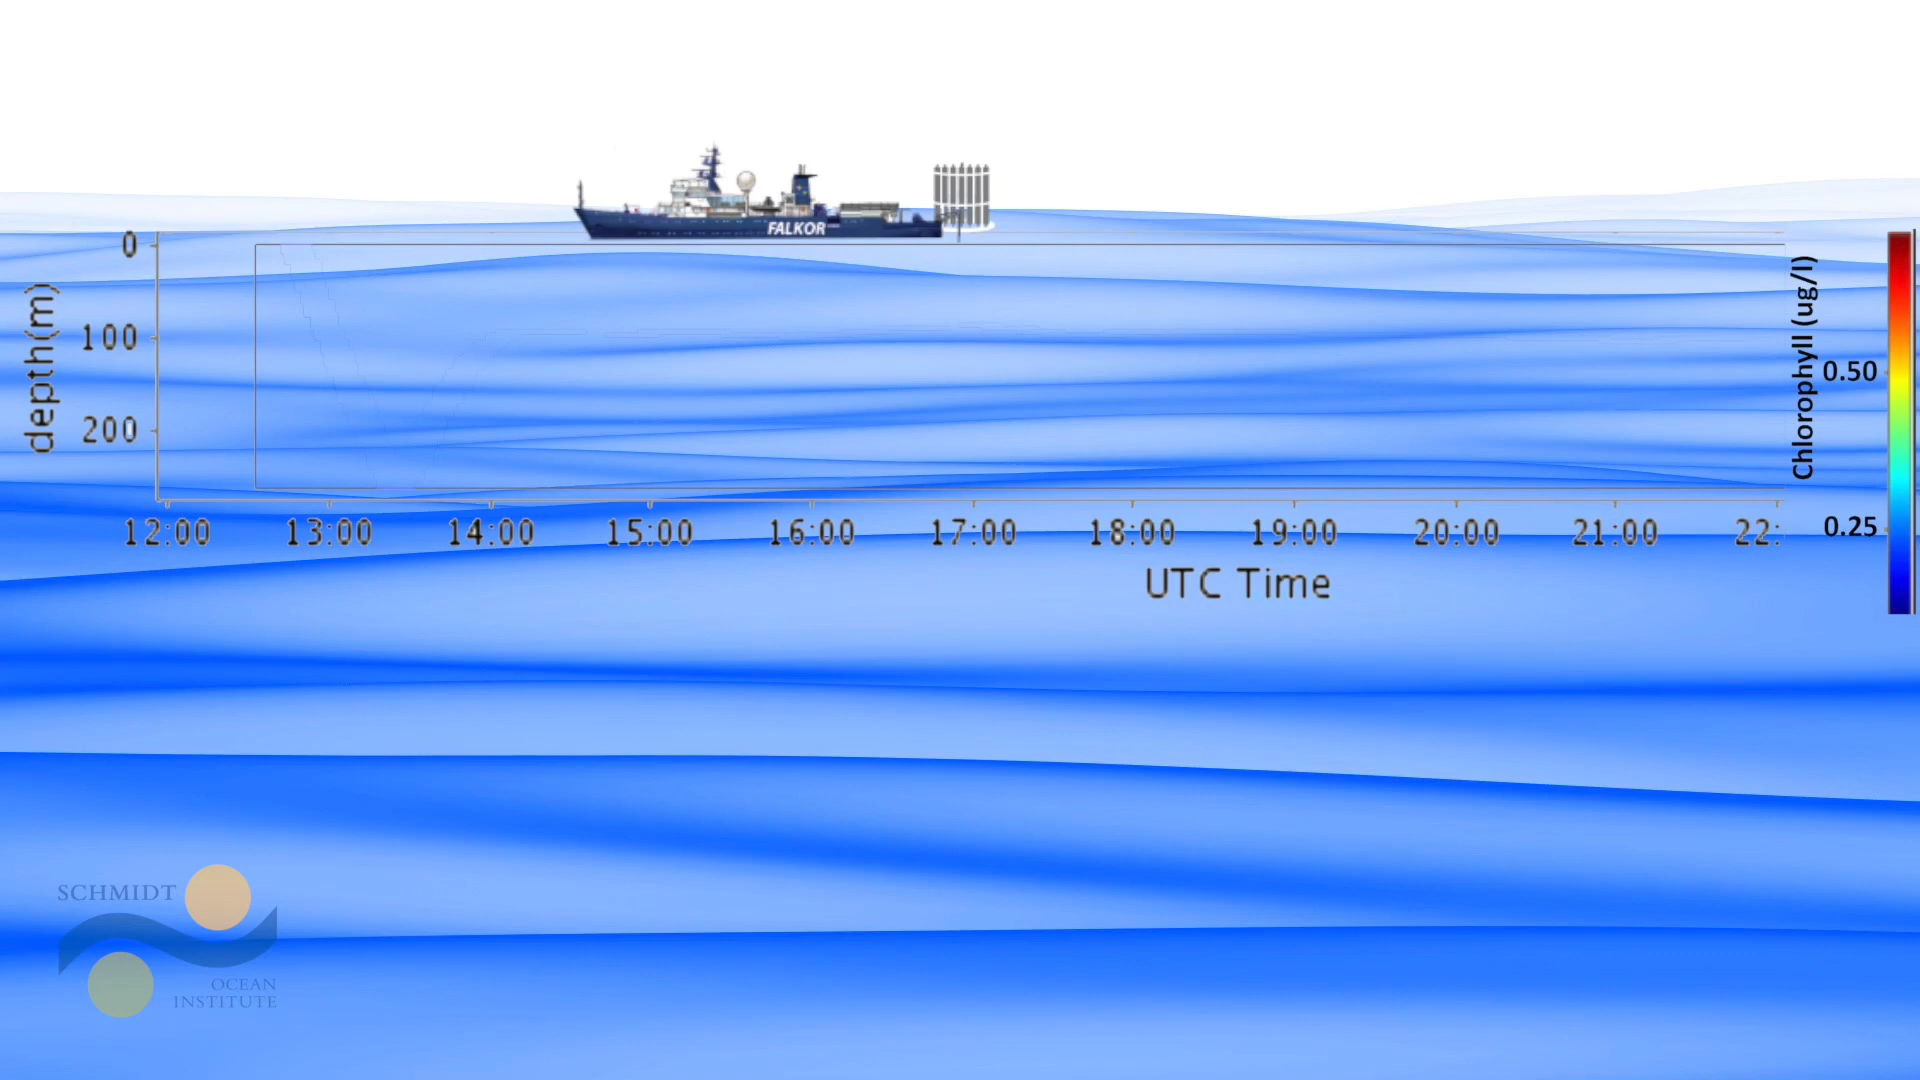 FALKOR
0
100
200
depth(m)
12:00 13:00 14:00 15:00 16:00 17:00 18:00 19:00 20:00 21:00 22:
UTC Time
Chlorophyll (ug/l)
0.50
0.25
SCHMIDT
OCEAN
INSTITUTE